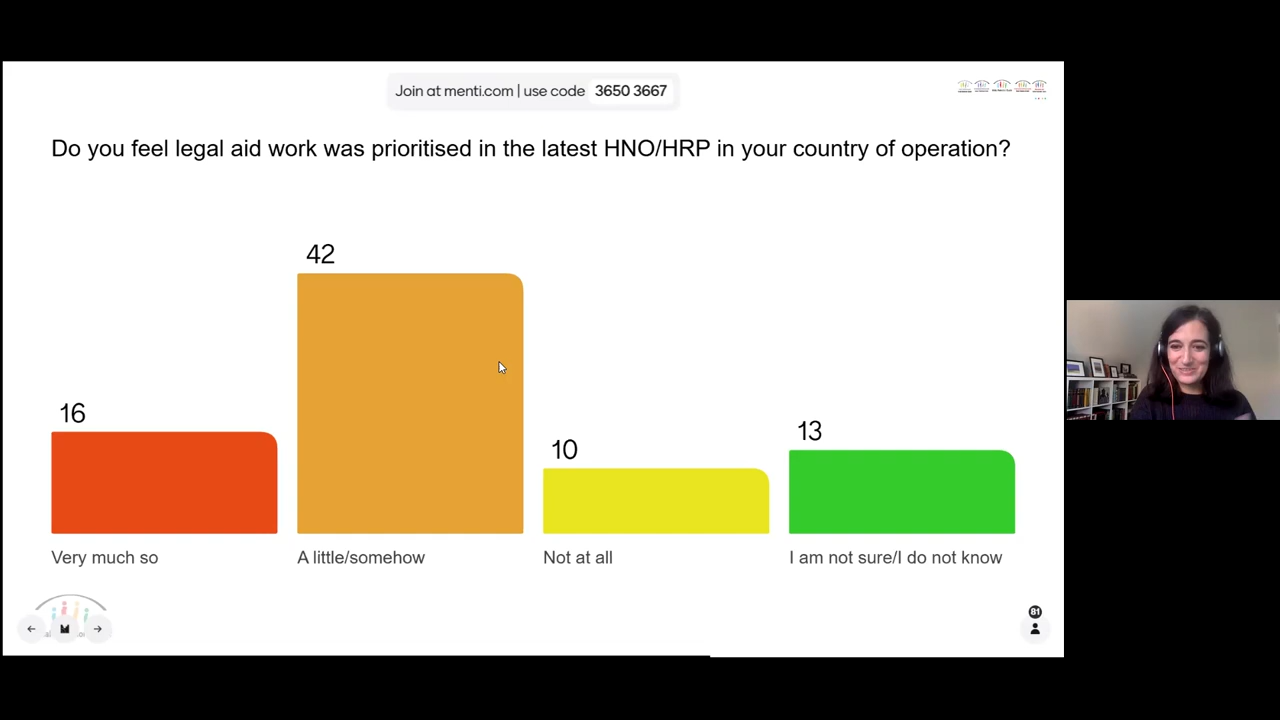 Join at menti.com | use code 3650 3667
Do you feel legal aid work was prioritised in the latest HNO/HRP in your country of operation?
42
16
13
10
Very much so
A little/somehow
Not at all
I am not sure/I do not know
81